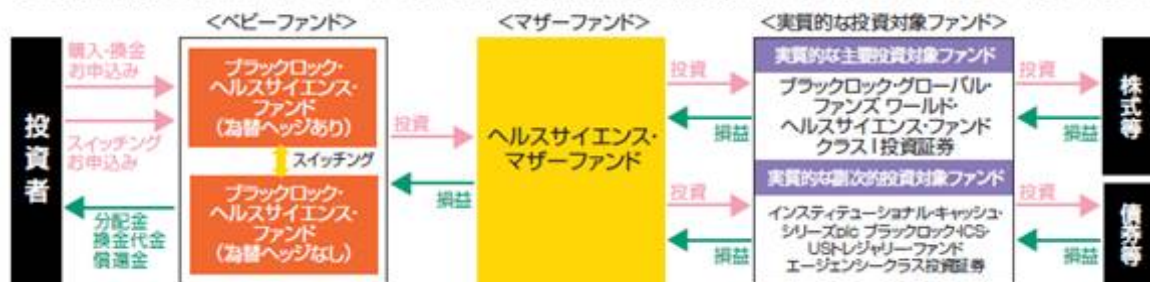 <ベビーファンド>
<マザーファンド>
<実質的な投資対象ファンド>
投資者
購入・換金
お申込み
スイッチング
お申込み
分配金
換金代金
償還金
ブラックロック・
ヘルスサイエンス・
ファンド
(為替ヘッジあり)
スイッチング
ブラックロック・
ヘルスサイエンス・
ファンド
(為替ヘッジなし)
投資
損益
ヘルスサイエンス・
マザーファンド
投資
損益
投資
損益
実質的な主要投資対象ファンド
ブラックロック・グローバル・
ファンズ ワールド・
ヘルスサイエンス・ファンド
クラスI投資証券
実質的な副次的投資対象ファンド
インスティテューショナル・キャッシュ・
シリーズplc ブラックロック・ICS・
USトレジャリー・ファンド
エージェンシークラス投資証券
投資
損益
投資
損益
株式等
債券等